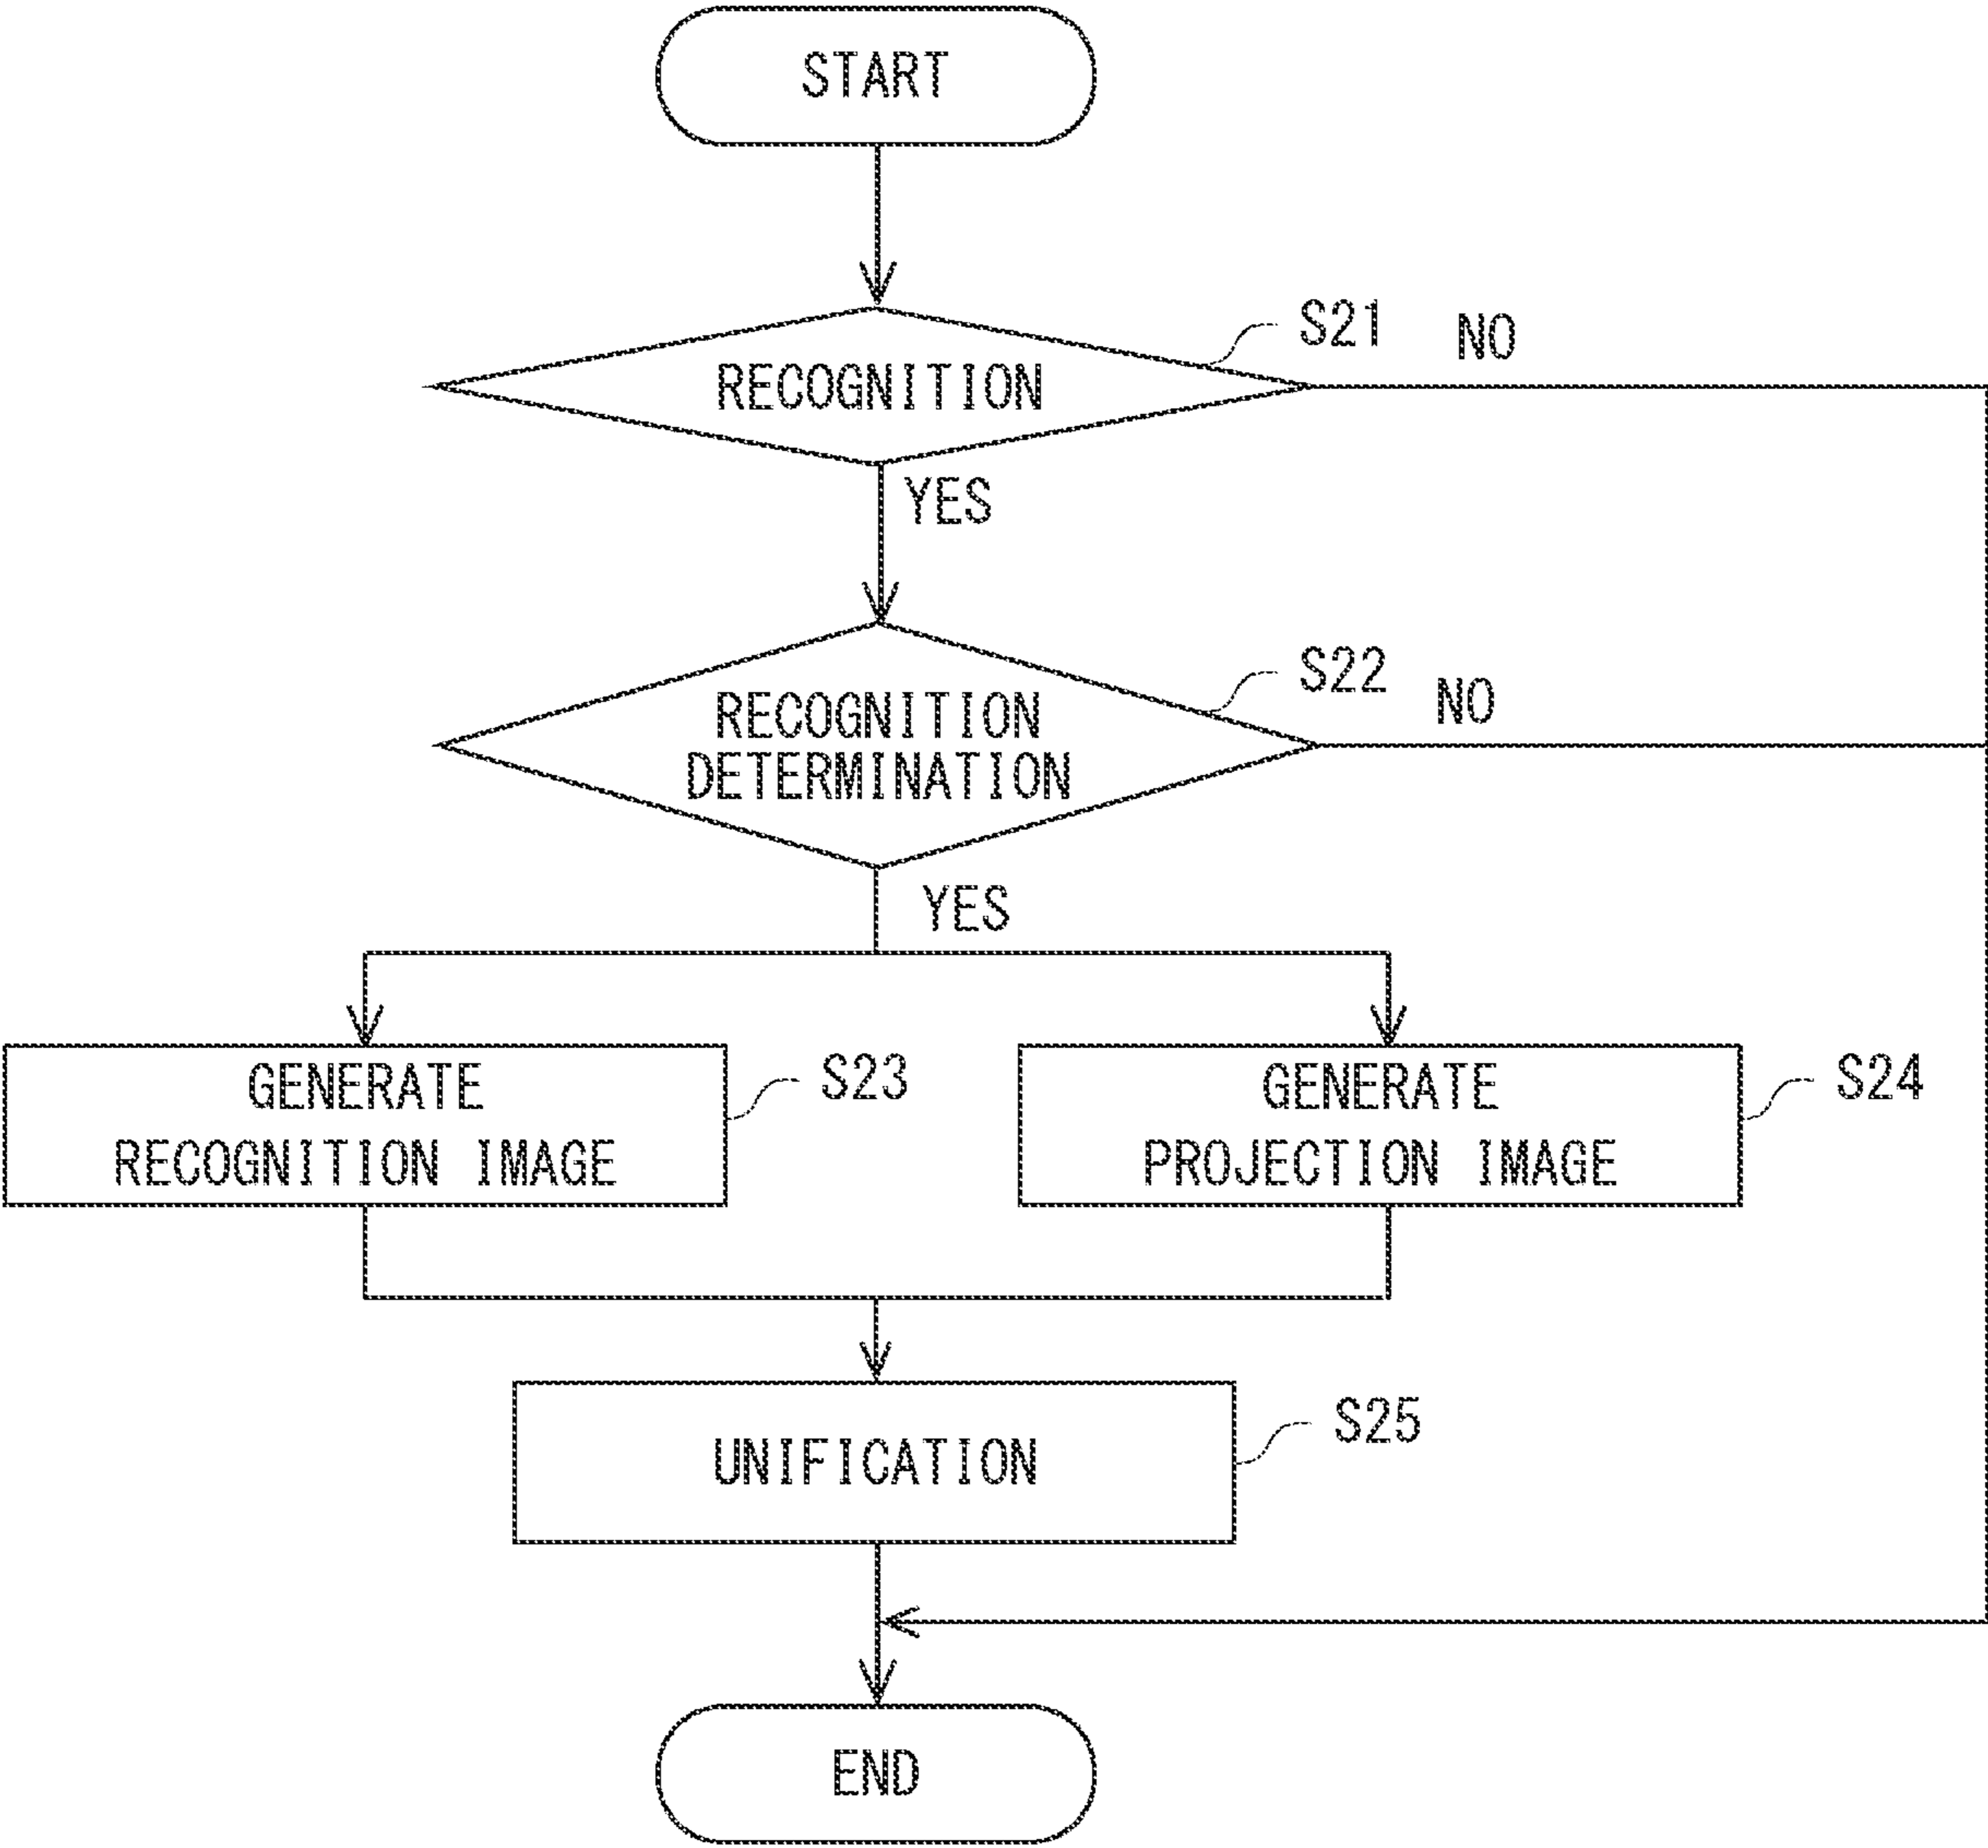 START
S21
NO
RECOGNITION
YES
S22
NO
RECOGNITION
DETERMINATION
YES
GENERATE
RECOGNITION IMAGE
S23
GENERATE
PROJECTION IMAGE
S24
UNIFICATION
S25
END